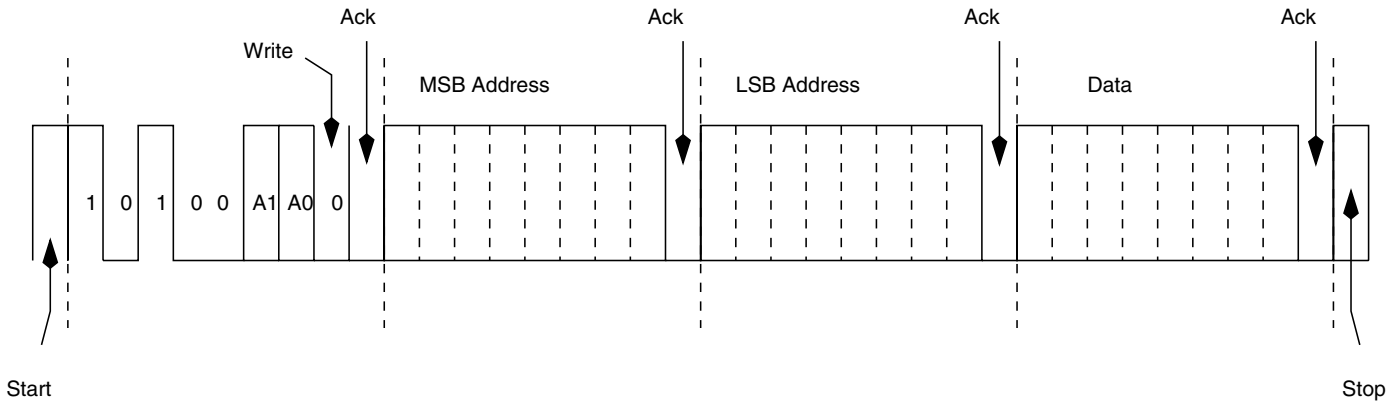 Ack Ack Ack Ack
Write
MSB Address LSB Address Data
1 0 1 0 0 A1 A0 0
Start Stop